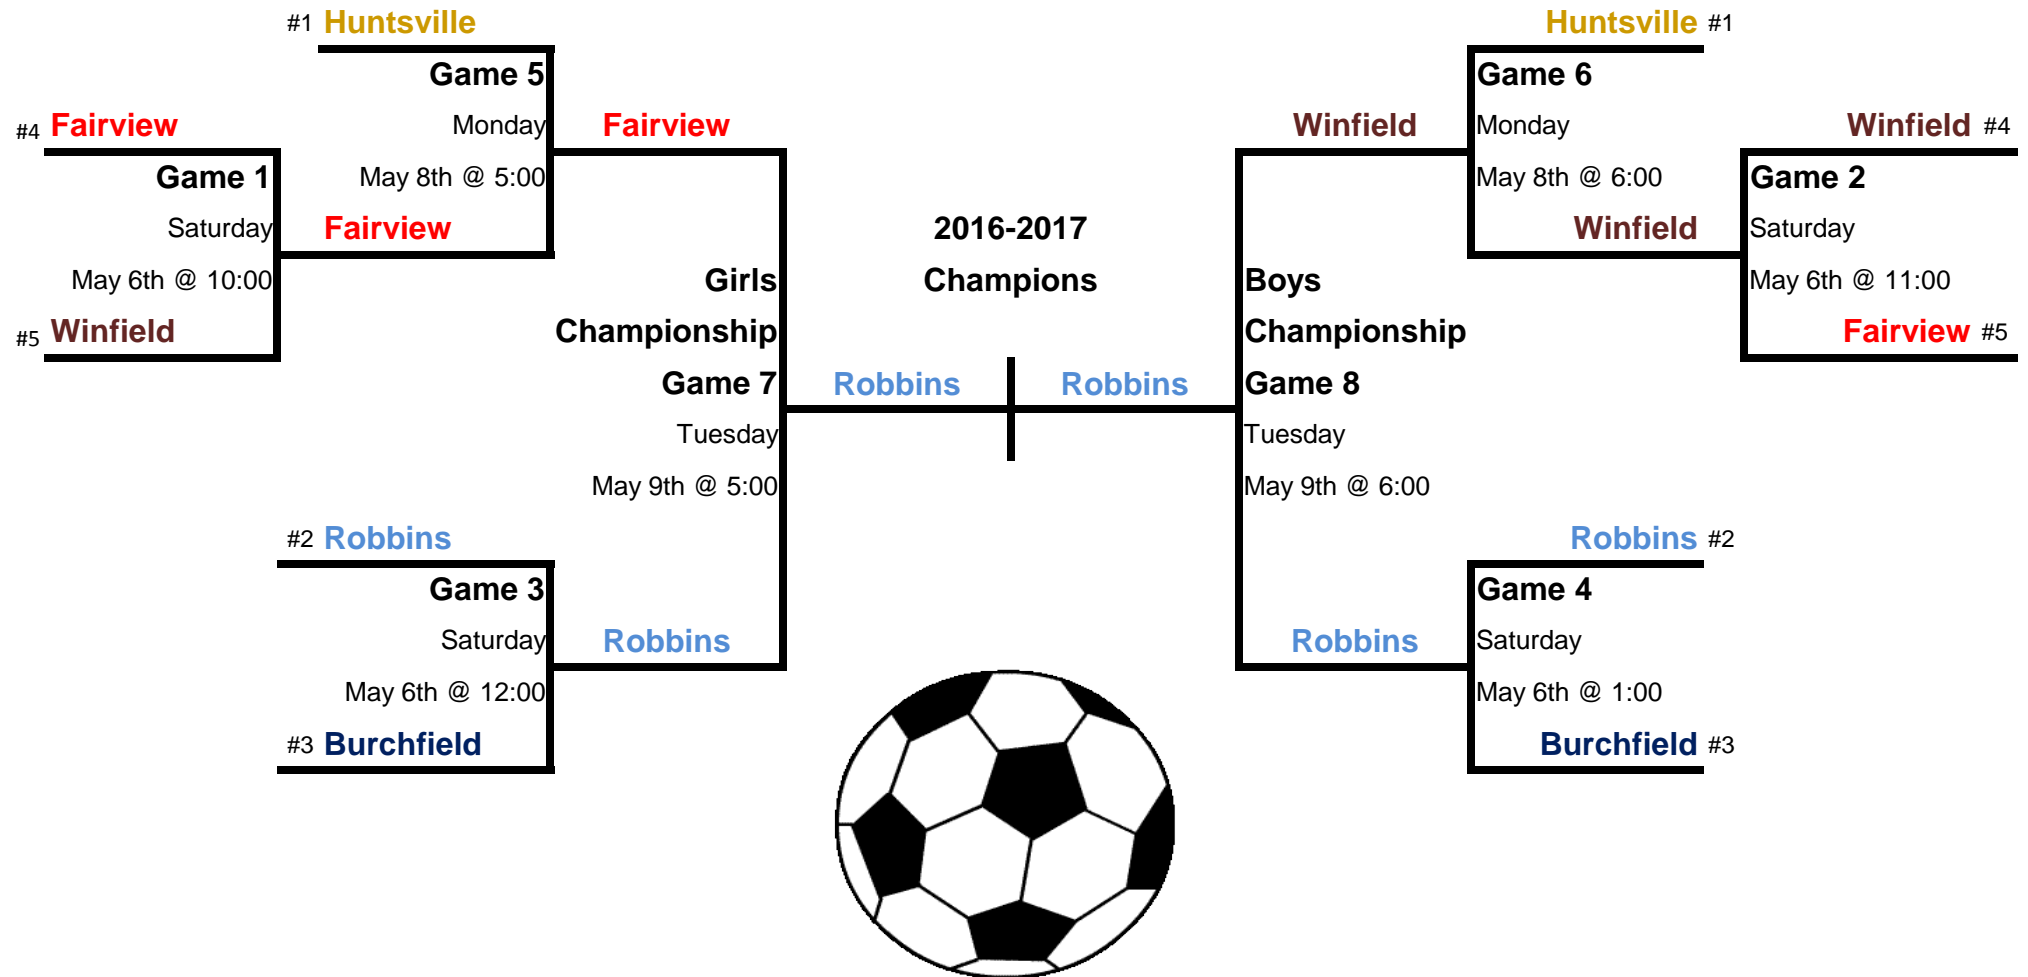 #1 Huntsville
Huntsville #1
Game 5
Game 6
#4 Fairview
Monday
Fairview
Winfield
Monday
Winfield #4
Game 1
May 8th @ 5:00
May 8th @ 6:00
Game 2
Saturday
Fairview
2016-2017
Winfield
Saturday
May 6th @ 10:00
Girls
Champions
Boys
May 6th @ 11:00
#5 Winfield
Championship
Championship
Fairview #5
Game 7
Robbins
Robbins
Game 8
Tuesday
Tuesday
May 9th @ 5:00
May 9th @ 6:00
#2 Robbins
Robbins #2
Game 3
Game 4
Saturday
Robbins
Robbins
Saturday
May 6th @ 12:00
May 6th @ 1:00
#3 Burchfield
Burchfield #3